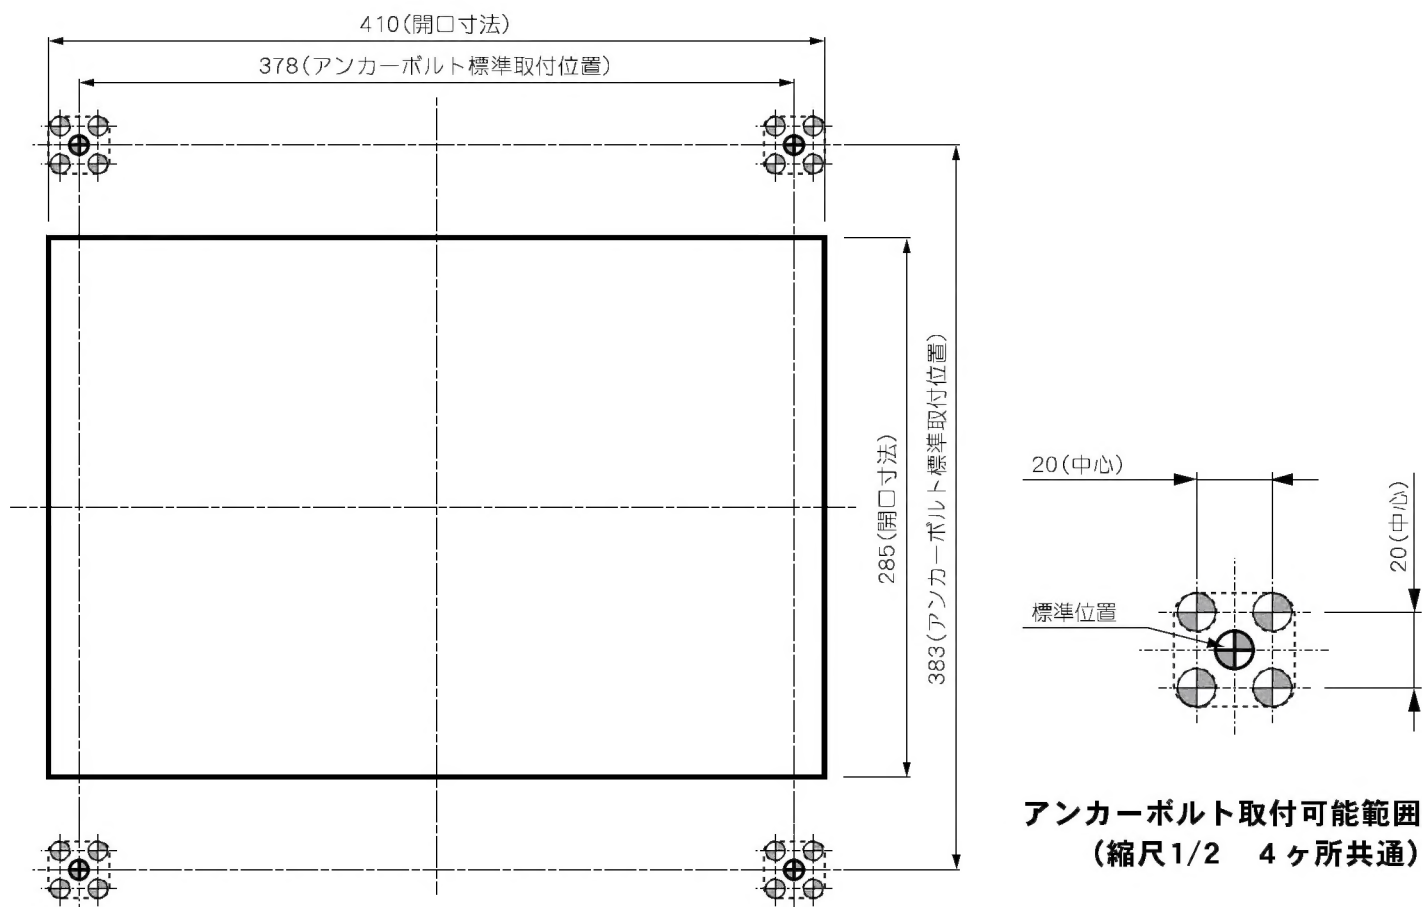 410(開口寸法)
378(アンカーボルト標準取付位置)
285(開口寸法)
383(アンカーボルト標準取付位置)
20(中心)
20(中心)
標準位置
アンカーボルト取付可能範囲
(縮尺1/2 4ヶ所共通)